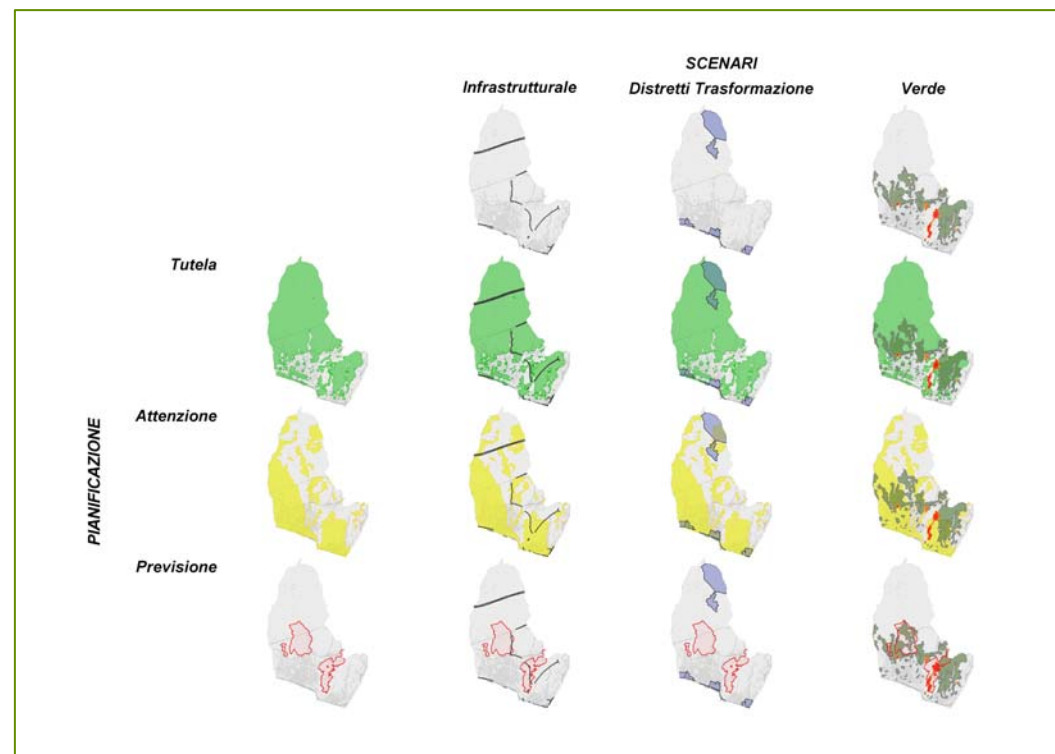 SCENARI
Infrastrutturale
Distretti Trasformazione
Verde
Tutela
Attenzione
PIANIFICAZIONE
Previsione